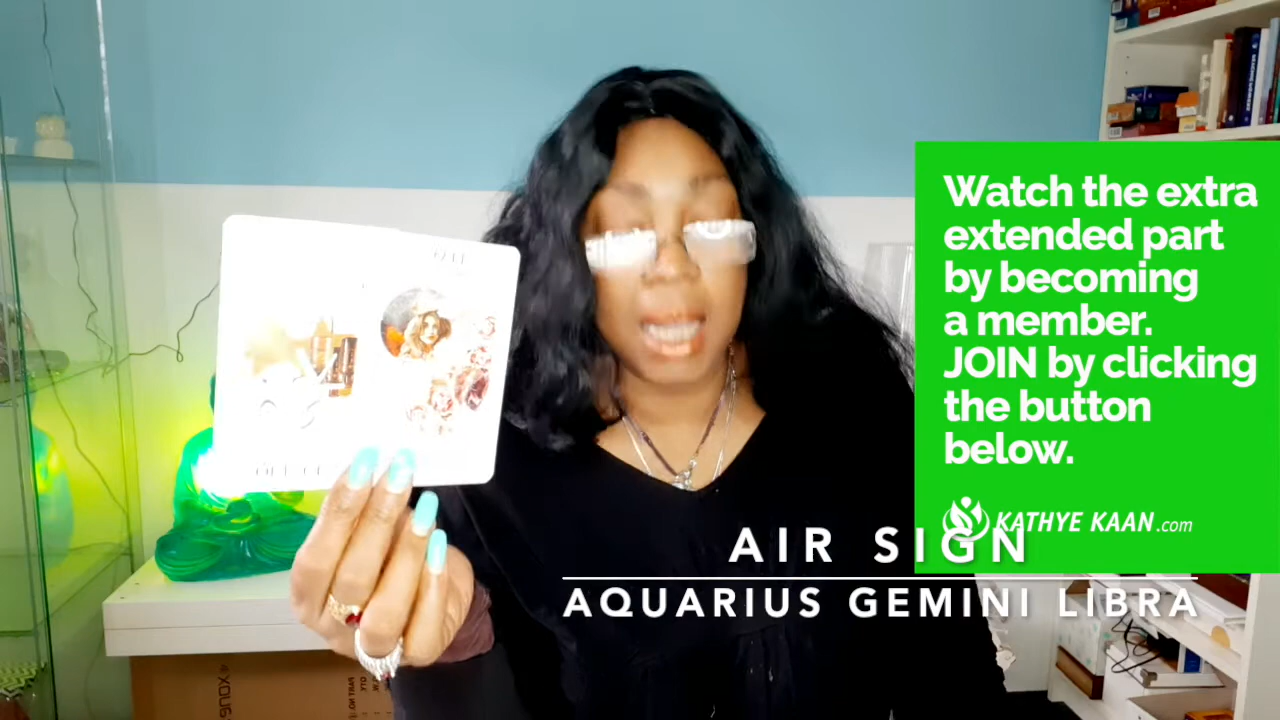 Watch the extra
extended part
by becoming
a member.
JOIN by clicking
the button
below.
KATHYE KAAN.com
AIR SIGN
AQUARIUS GEMINI LIBRA